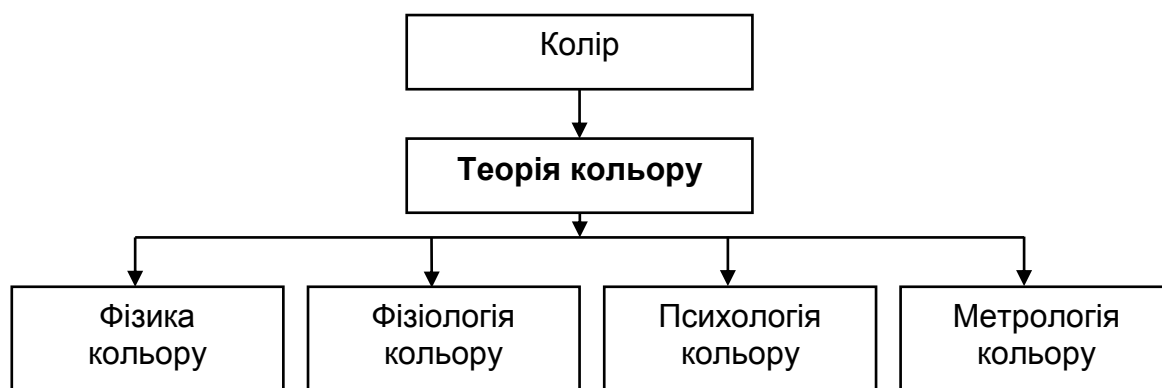 Колір
Теорія кольору
Фізика
кольору
Фізіологія
кольору
Психологія
кольору
Метрологія
кольору